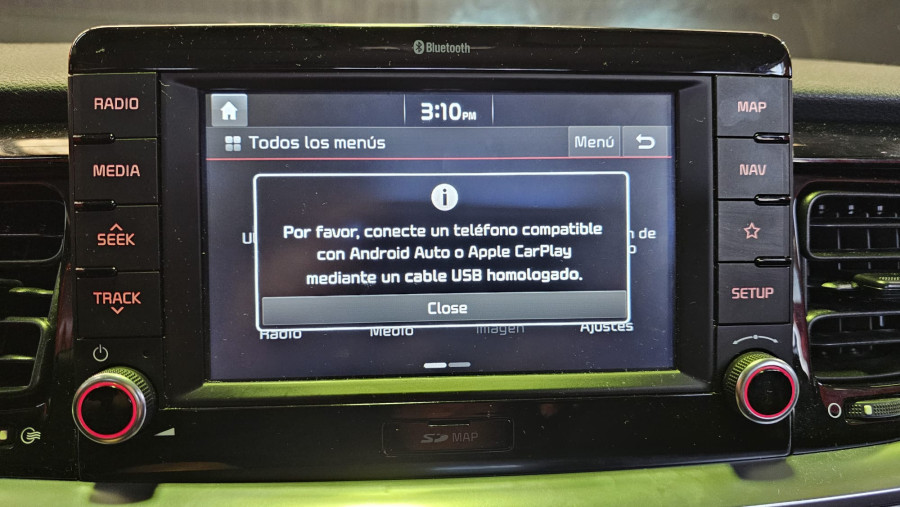 Bluetooth
RADIO
MEDIA
SEEK
TRACK
3:10PM
Todos los menús
Menú
Por favor, conecte un teléfono compatible
con Android Auto o Apple CarPlay
mediante un cable USB homologado.
Close
de
Radio
Medio
Imagen
Ajustes
MAP
NAV
SETUP
SD MAP